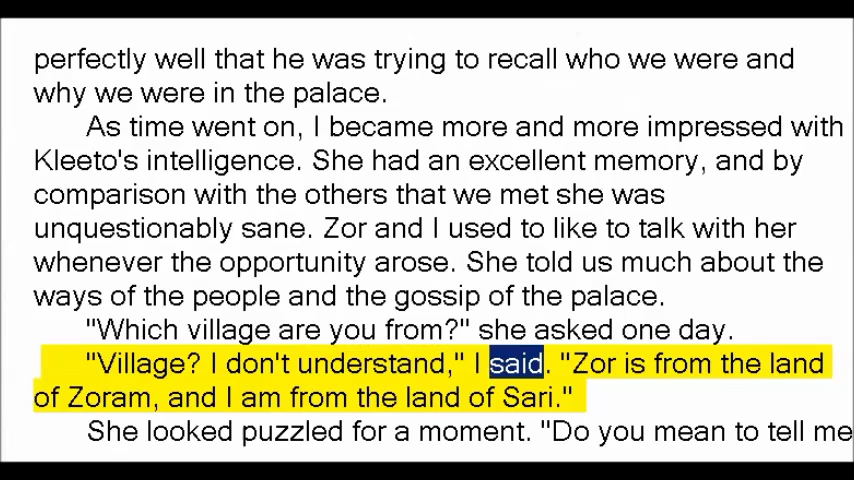 perfectly well that he was trying to recall who we were and
why we were in the palace.
As time went on, I became more and more impressed with
Kleeto's intelligence. She had an excellent memory, and by
comparison with the others that we met she was
unquestionably sane. Zor and I used to like to talk with her
whenever the opportunity arose. She told us much about the
ways of the people and the gossip of the palace.
"Which village are you from?" she asked one day.
"Village? I don't understand," I said. "Zor is from the land
of Zoram, and I am from the land of Sari."
She looked puzzled for a moment. "Do you mean to tell me